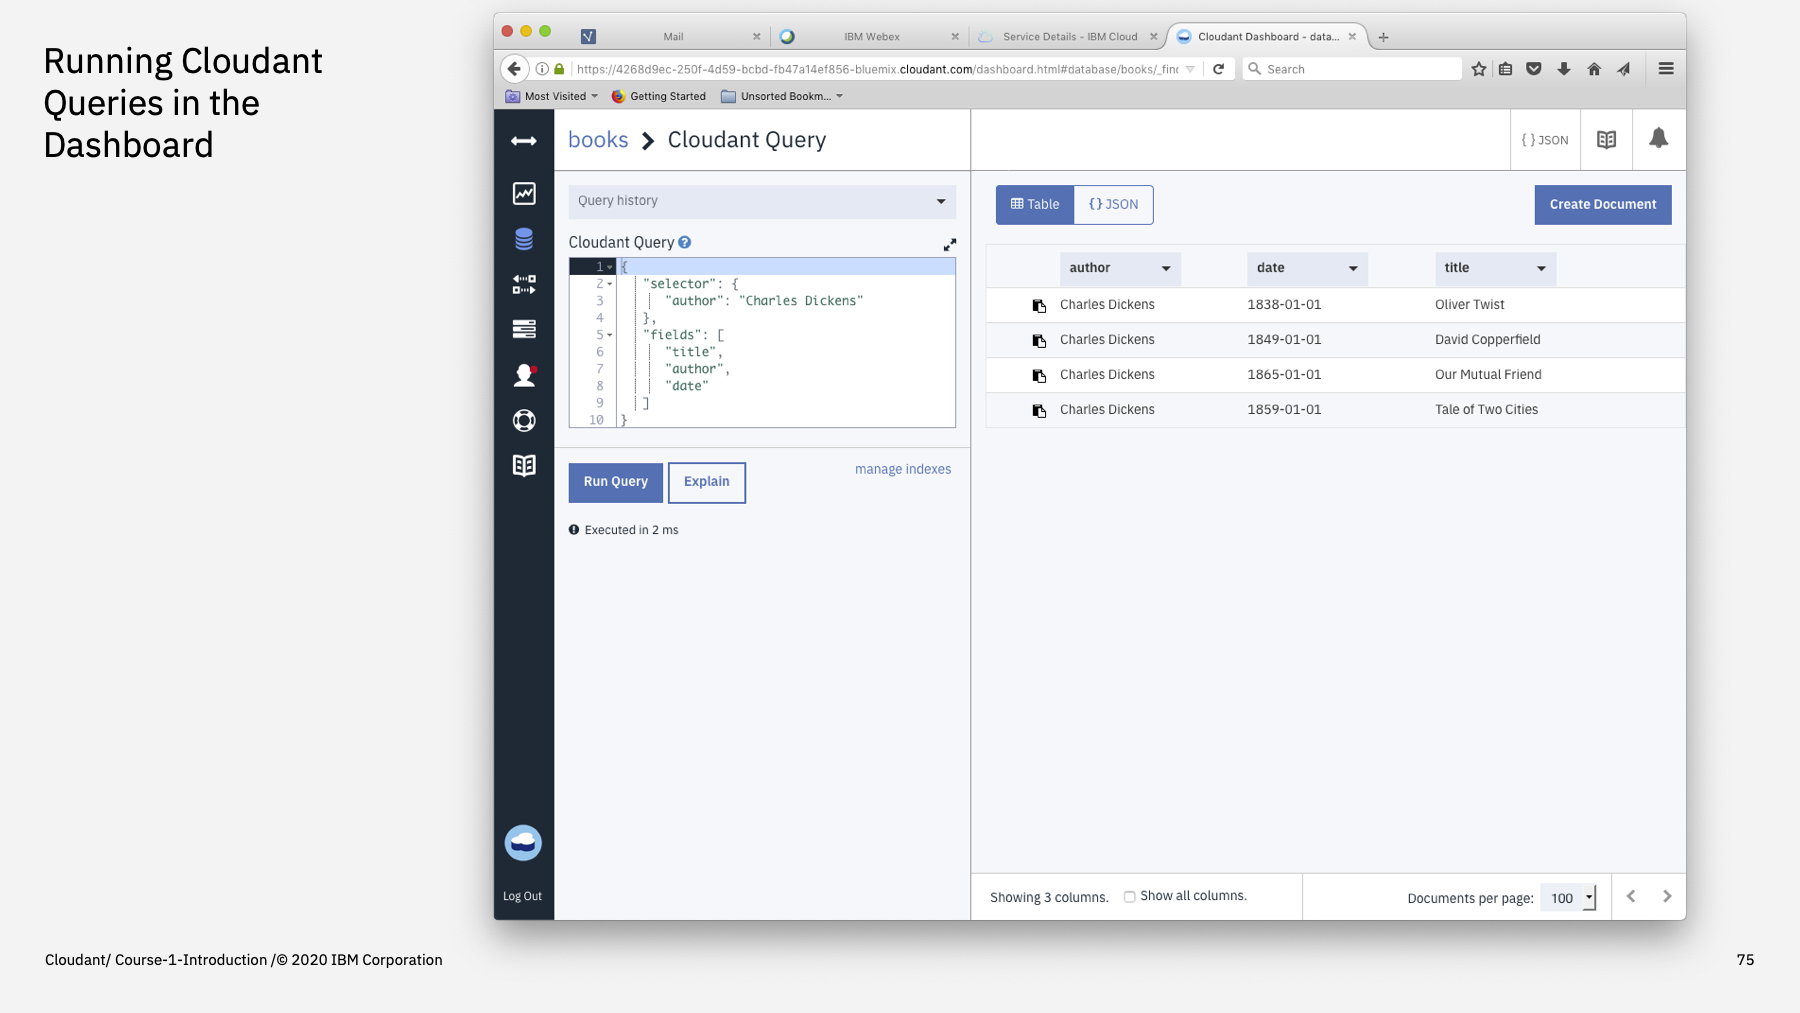 Running Cloudant
Queries in the
Dashboard
Mail
IBM Webex
Service Details - IBM Cloud
Cloudant Dashboard - data...
https://4268d9ec-250f-4d59-bcbd-fb47a14ef856-bluemix.cloudant.com/dashboard.html#database/books/_find
Search
Most Visited
Getting Started
Unsorted Bookm...
books
Cloudant Query
{ } JSON
Query history
Table
{ } JSON
Create Document
Cloudant Query
1 {
2 "selector": {
3 "author": "Charles Dickens"
4 },
5 "fields": [
6 "title",
7 "author",
8 "date"
9 ]
10 }
author date title
Charles Dickens 1838-01-01 Oliver Twist
Charles Dickens 1849-01-01 David Copperfield
Charles Dickens 1865-01-01 Our Mutual Friend
Charles Dickens 1859-01-01 Tale of Two Cities
Run Query
Explain
manage indexes
Executed in 2 ms
Log Out
Showing 3 columns.
Show all columns.
Documents per page: 100
Cloudant/ Course-1-Introduction /© 2020 IBM Corporation
75